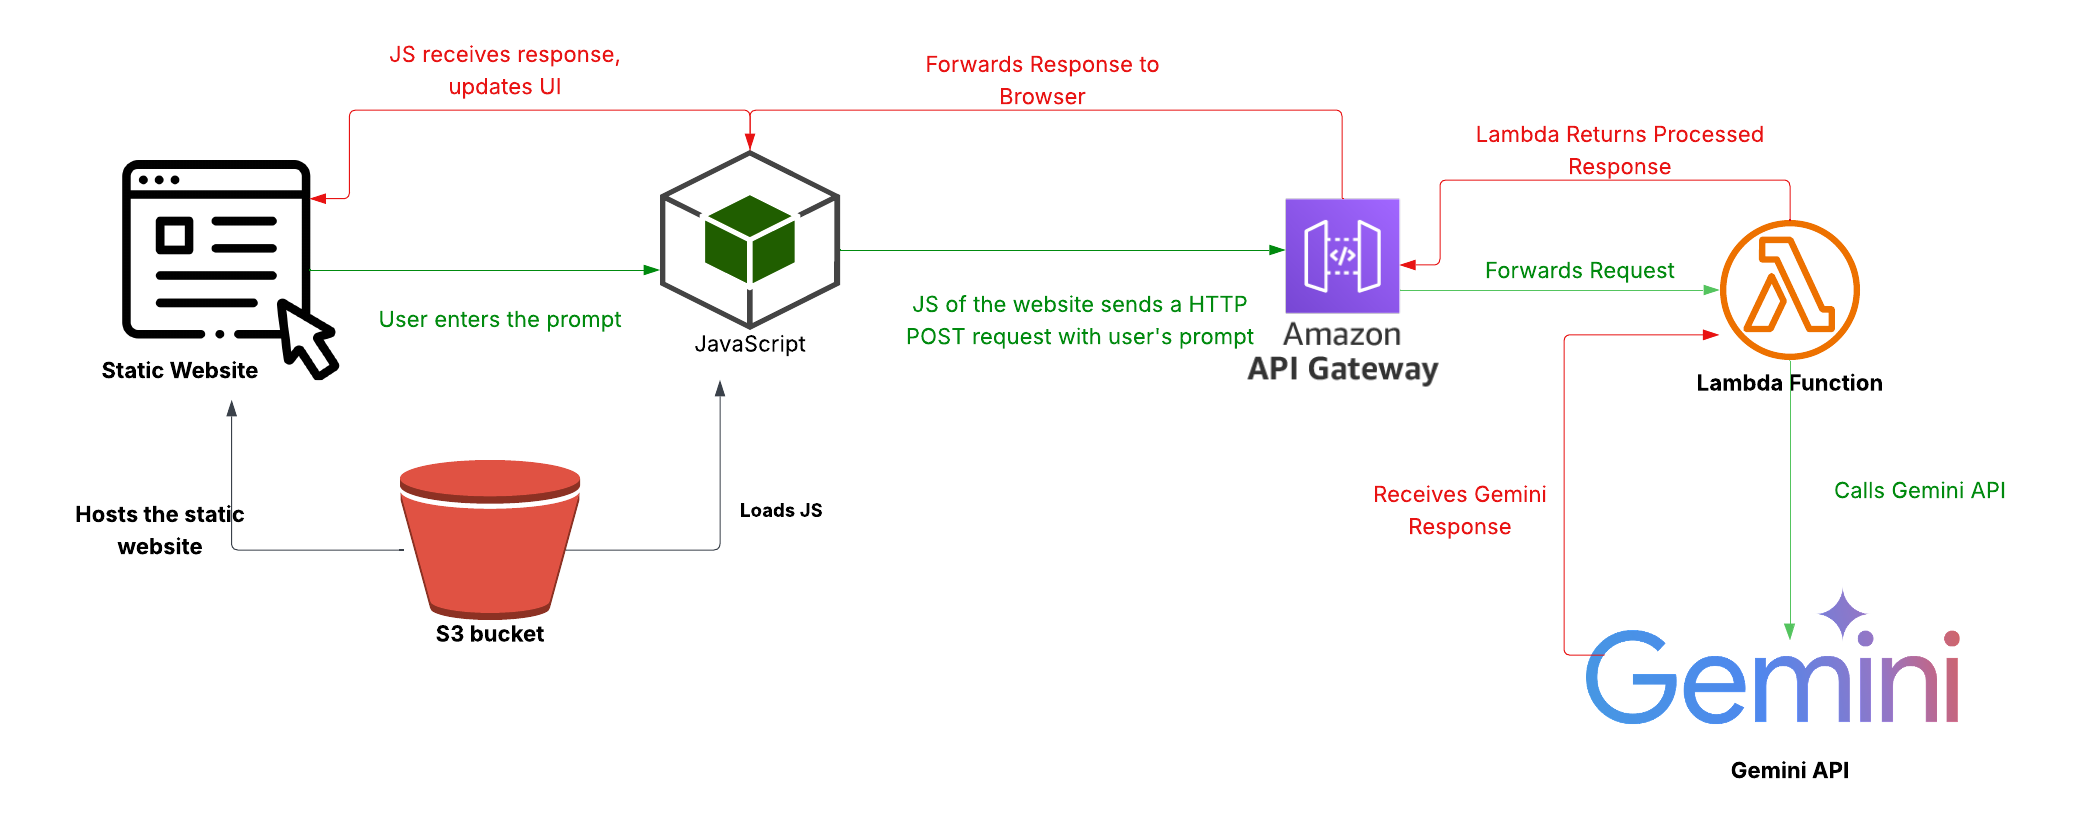 JS receives response,
updates UI
Forwards Response to
Browser
Lambda Returns Processed
Response
Forwards Request
User enters the prompt
JS of the website sends a HTTP
POST request with user's prompt
JavaScript
Static Website
</>
Amazon
API Gateway
Lambda Function
Hosts the static
website
Loads JS
S3 bucket
Receives Gemini
Response
Calls Gemini API
Gemini
Gemini API